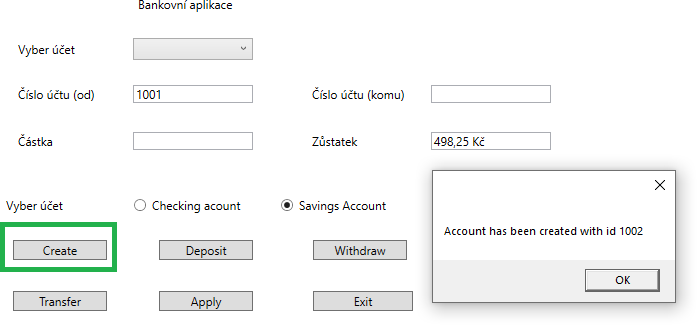 Bankovní aplikace
Vyber účet
Číslo účtu (od) 1001 Číslo účtu (komu)
Částka Zůstatek 498,25 Kč
Vyber účet Checking acount Savings Account
Account has been created with id 1002
Create Deposit Withdraw
OK
Transfer Apply Exit